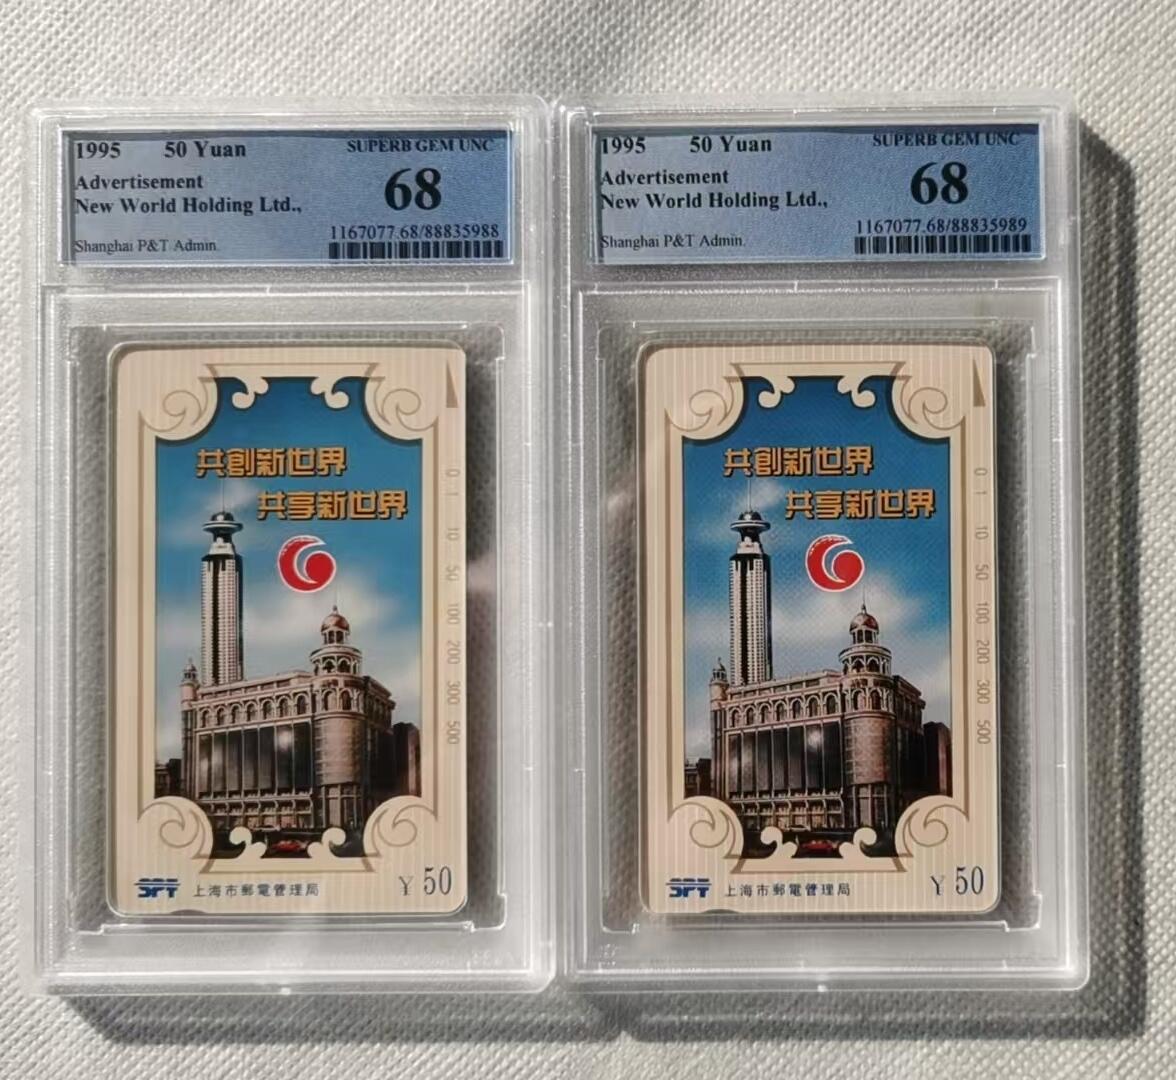 1995 50 Yuan SUPERB GEM UNC
Advertisement 68
New World Holding Ltd.,
1167077.68/88835988
Shanghai P&T Admin.
共創新世界
共享新世界
0 1 10 50 100 200 300 500
SPT 上海市郵電管理局 ¥ 50
1995 50 Yuan SUPERB GEM UNC
Advertisement 68
New World Holding Ltd.,
1167077.68/88835989
Shanghai P&T Admin.
共創新世界
共享新世界
0 1 10 50 100 200 300 500
SPT 上海市郵電管理局 ¥ 50